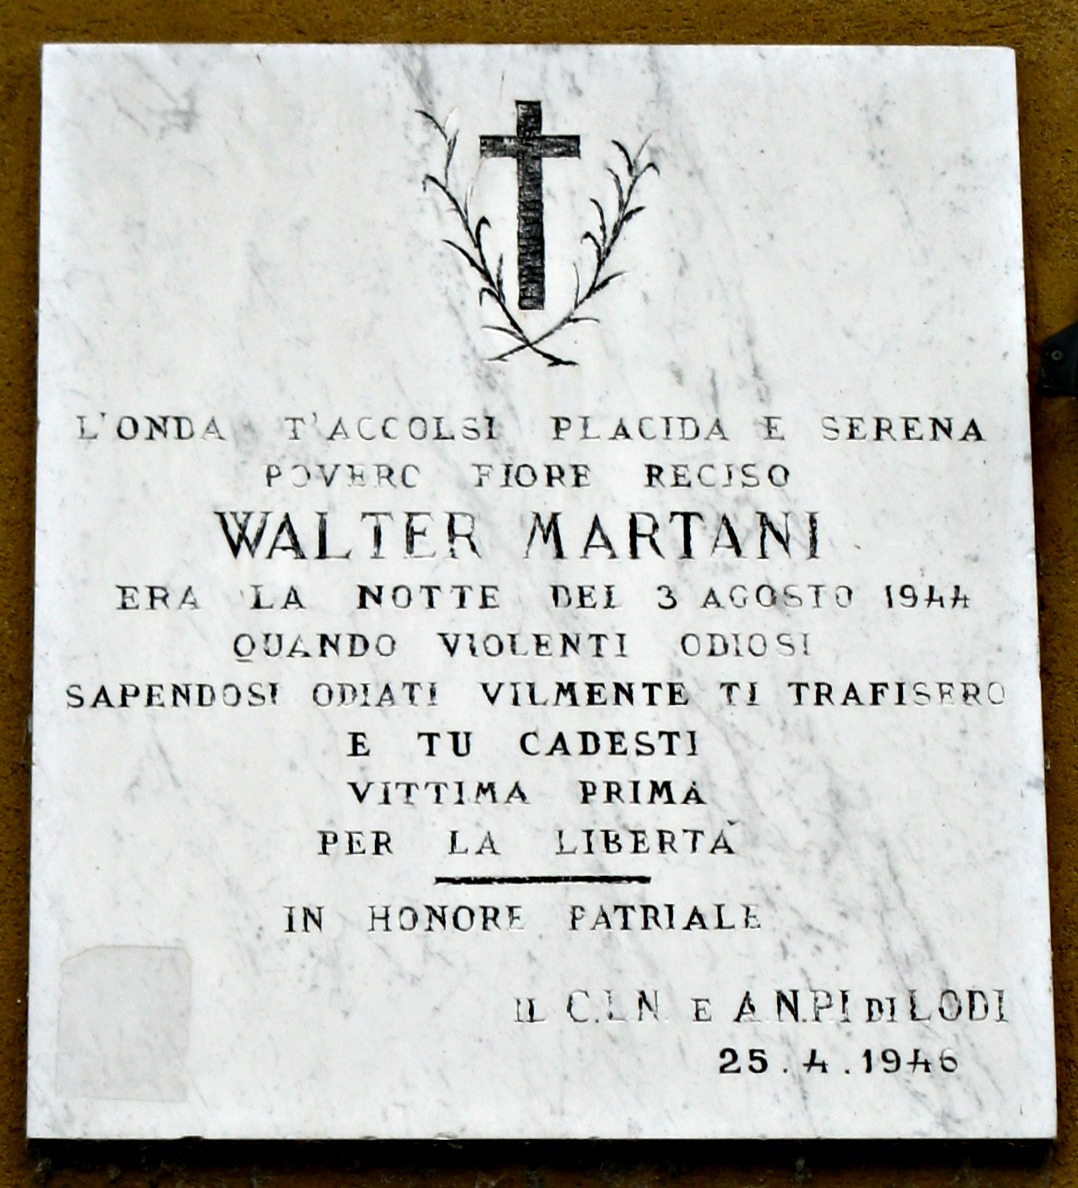 L'ONDA T'ACCOLSI PLACIDA E SERENA
POVERO FIORE RECISO
WALTER MARTANI
ERA LA NOTTE DEL 3 AGOSTO 1944
QUANDO VIOLENTI ODIOSI
SAPENDOSI ODIATI VILMENTE TI TRAFISERO
E TU CADESTI
VITTIMA PRIMA
PER LA LIBERTÀ
IN HONORE PATRIALE
IL C.L.N. E A.N.P.I DI LODI
25.4.1946